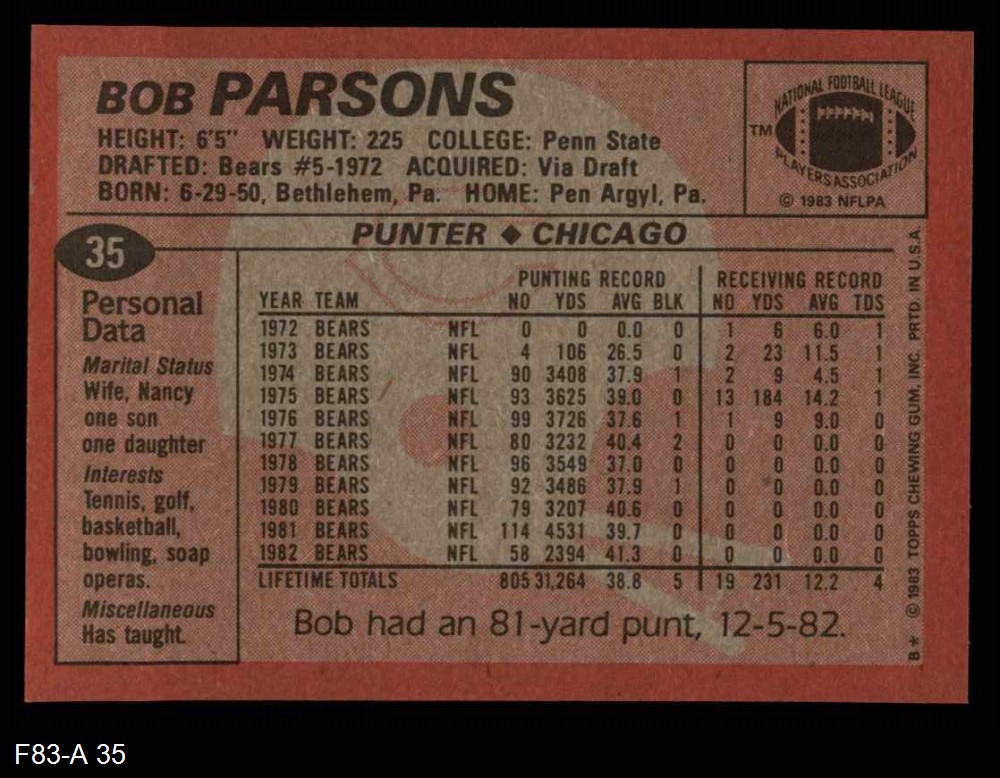 BOB PARSONS
HEIGHT: 6'5" WEIGHT: 225 COLLEGE: Penn State
DRAFTED: Bears #5-1972 ACQUIRED: Via Draft
BORN: 6-29-50, Bethlehem, Pa. HOME: Pen Argyl, Pa.
NATIONAL FOOTBALL LEAGUE
TM
PLAYERS ASSOCIATION
© 1983 NFLPA
35
PUNTER ◆ CHICAGO
Personal
Data
Marital Status
Wife, Nancy
one son
one daughter
Interests
Tennis, golf,
basketball,
bowling, soap
operas.
Miscellaneous
Has taught.
PUNTING RECORD RECEIVING RECORD
YEAR TEAM NO YDS AVG BLK NO YDS AVG TDS
1972 BEARS NFL 0 0 0.0 0 1 6 6.0 1
1973 BEARS NFL 4 106 26.5 0 2 23 11.5 1
1974 BEARS NFL 90 3408 37.9 1 2 9 4.5 1
1975 BEARS NFL 93 3625 39.0 0 13 184 14.2 1
1976 BEARS NFL 99 3726 37.6 1 1 9 9.0 0
1977 BEARS NFL 80 3232 40.4 2 0 0 0.0 0
1978 BEARS NFL 96 3549 37.0 0 0 0 0.0 0
1979 BEARS NFL 92 3486 37.9 1 0 0 0.0 0
1980 BEARS NFL 79 3207 40.6 0 0 0 0.0 0
1981 BEARS NFL 114 4531 39.7 0 0 0 0.0 0
1982 BEARS NFL 58 2394 41.3 0 0 0 0.0 0
LIFETIME TOTALS 805 31,264 38.8 5 19 231 12.2 4
Bob had an 81-yard punt, 12-5-82.
B* © 1983 TOPPS CHEWING GUM, INC. PRTD. IN U.S.A.
F83-A 35